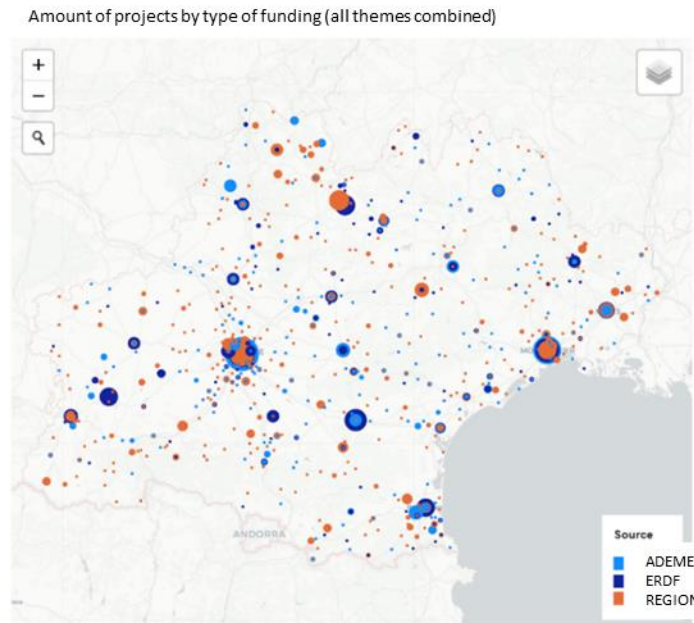 Amount of projects by type of funding (all themes combined)
+
−
ANDORRA
Source
ADEME
ERDF
REGION